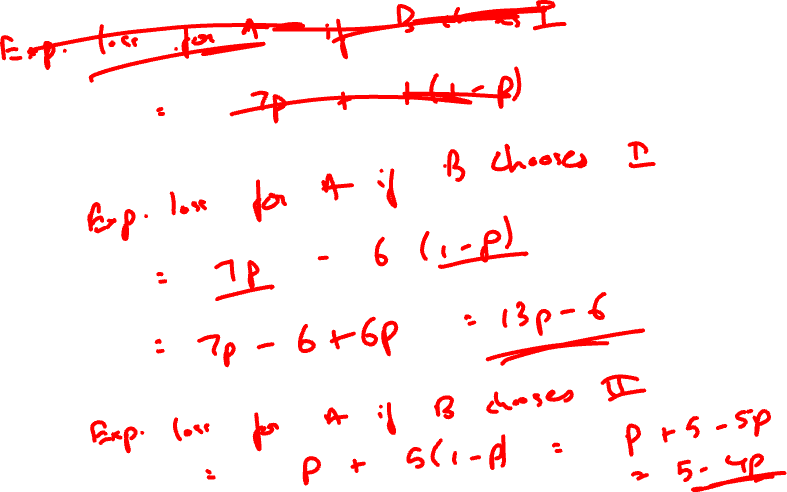 Exp. loss for A if B chooses I
= 7p + 1(1-p)
Exp. loss for A if B chooses I
= 7p - 6(1-p)
= 7p - 6 + 6p = 13p - 6
Exp. loss for A if B chooses II
= p + 5(1-p) = p + 5 - 5p
= 5 - 4p